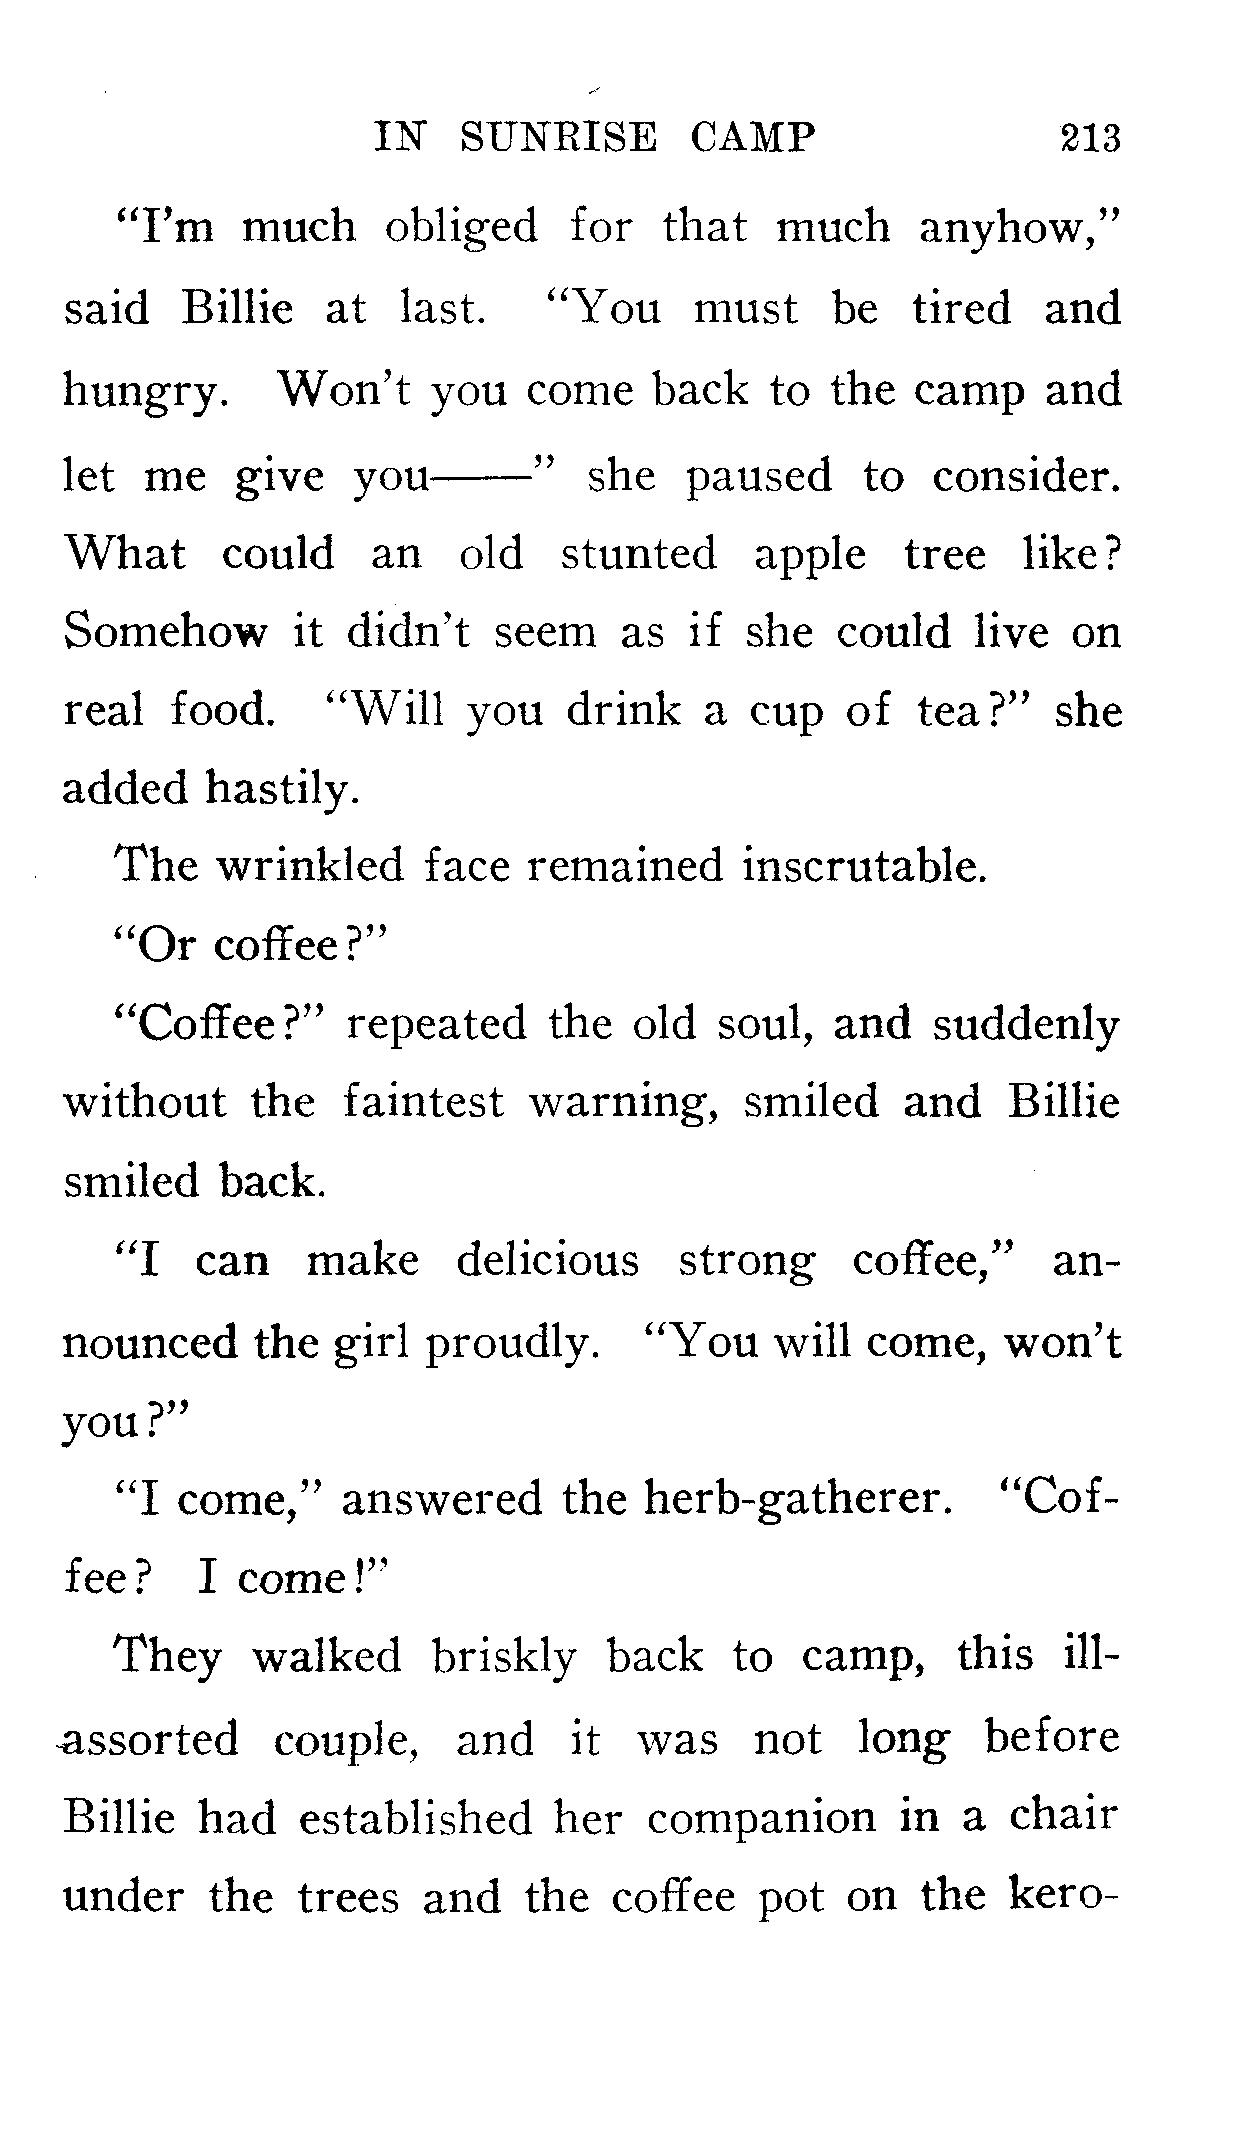 IN SUNRISE CAMP 213
“I’m much obliged for that much anyhow,”
said Billie at last. “You must be tired and
hungry. Won’t you come back to the camp and
let me give you——” she paused to consider.
What could an old stunted apple tree like?
Somehow it didn’t seem as if she could live on
real food. “Will you drink a cup of tea?” she
added hastily.
The wrinkled face remained inscrutable.
“Or coffee?”
“Coffee?” repeated the old soul, and suddenly
without the faintest warning, smiled and Billie
smiled back.
“I can make delicious strong coffee,” an-
nounced the girl proudly. “You will come, won’t
you?”
“I come,” answered the herb-gatherer. “Cof-
fee? I come!”
They walked briskly back to camp, this ill-
assorted couple, and it was not long before
Billie had established her companion in a chair
under the trees and the coffee pot on the kero-